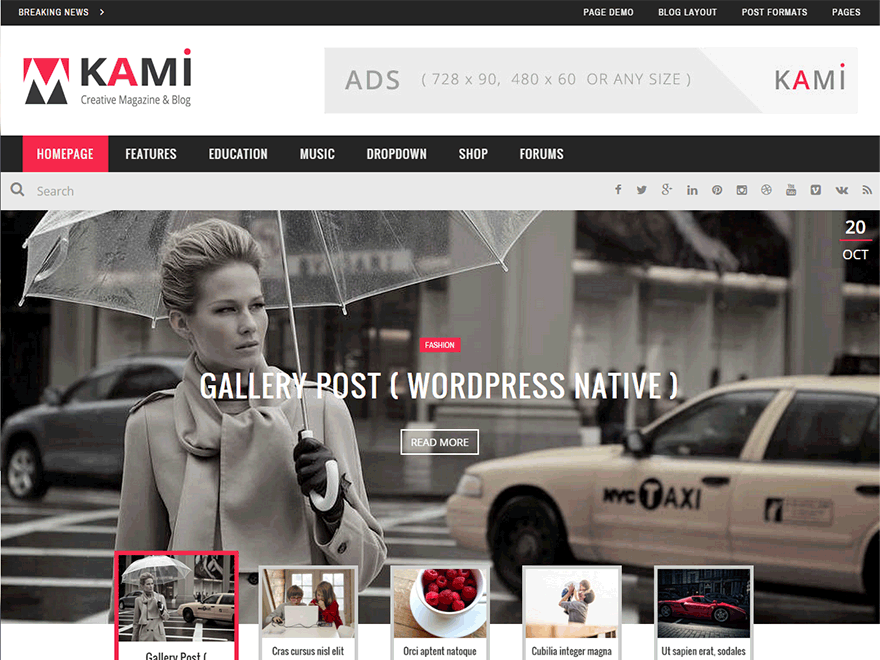 BREAKING NEWS
PAGE DEMO BLOG LAYOUT POST FORMATS PAGES
KAMi
Creative Magazine & Blog
ADS ( 728 x 90, 480 x 60 OR ANY SIZE ) KAMi
HOMEPAGE FEATURES EDUCATION MUSIC DROPDOWN SHOP FORUMS
Search
20
OCT
FASHION
GALLERY POST ( WORDPRESS NATIVE )
READ MORE
NYC TAXI
Gallery Post (
Cras cursus nisl elit
Orci aptent natoque
Cubilia integer magna
Ut sapien erat, sodales